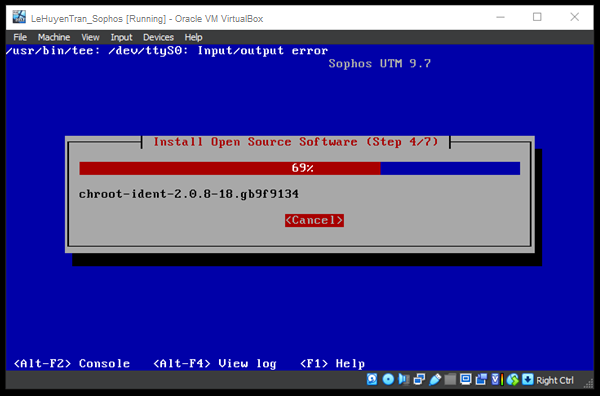 LeHuyenTran_Sophos [Running] - Oracle VM VirtualBox
File Machine View Input Devices Help
/usr/bin/tee: /dev/ttyS0: Input/output error
Sophos UTM 9.7
Install Open Source Software (Step 4/7)
69%
chroot-ident-2.0.8-18.gb9f9134
<Cancel>
<Alt-F2> Console <Alt-F4> View log <F1> Help
Right Ctrl